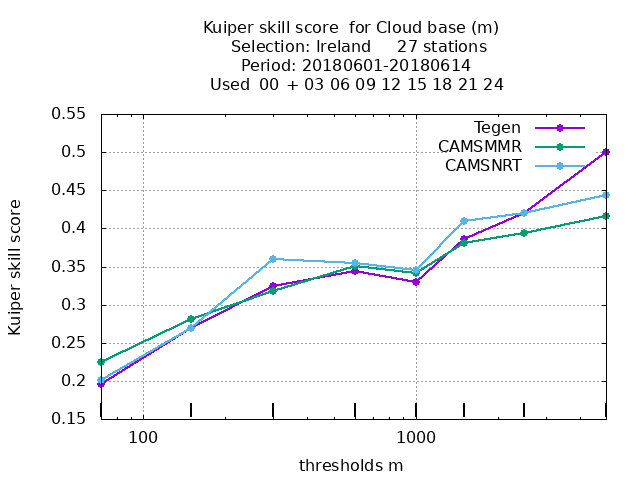 Kuiper skill score  for Cloud base (m)
Selection: Ireland     27 stations
Period: 20180601-20180614
Used  00 + 03 06 09 12 15 18 21 24
Tegen
CAMSMMR
CAMSNRT
0.55
0.5
0.45
0.4
0.35
0.3
0.25
0.2
0.15
Kuiper skill score
100
1000
thresholds m